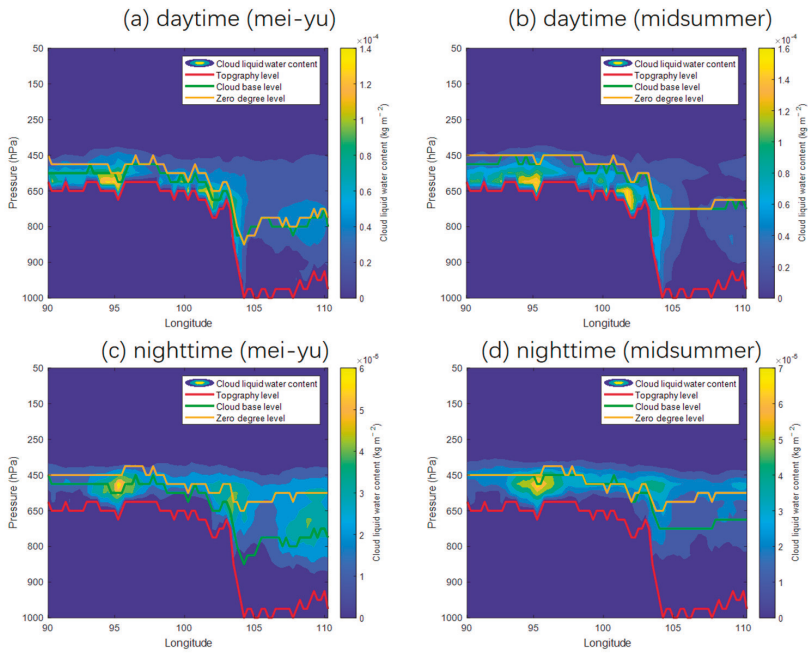 (a) daytime (mei-yu)
×10⁻⁴
50
150
250
450
650
800
900
1000
90
95
100
105
110
Pressure (hPa)
Longitude
Cloud liquid water content
Topography level
Cloud base level
Zero degree level
1.4
1.2
1
0.8
0.6
0.4
0.2
0
Cloud liquid water content (kg m⁻²)
(b) daytime (midsummer)
×10⁻⁴
50
150
250
450
650
800
900
1000
90
95
100
105
110
Pressure (hPa)
Longitude
Cloud liquid water content
Topography level
Cloud base level
Zero degree level
1.6
1.4
1.2
1
0.8
0.6
0.4
0.2
0
Cloud liquid water content (kg m⁻²)
(c) nighttime (mei-yu)
×10⁻⁵
50
150
250
450
650
800
900
1000
90
95
100
105
110
Pressure (hPa)
Longitude
Cloud liquid water content
Topography level
Cloud base level
Zero degree level
6
5
4
3
2
1
0
Cloud liquid water content (kg m⁻²)
(d) nighttime (midsummer)
×10⁻⁵
50
150
250
450
650
800
900
1000
90
95
100
105
110
Pressure (hPa)
Longitude
Cloud liquid water content
Topography level
Cloud base level
Zero degree level
7
6
5
4
3
2
1
0
Cloud liquid water content (kg m⁻²)